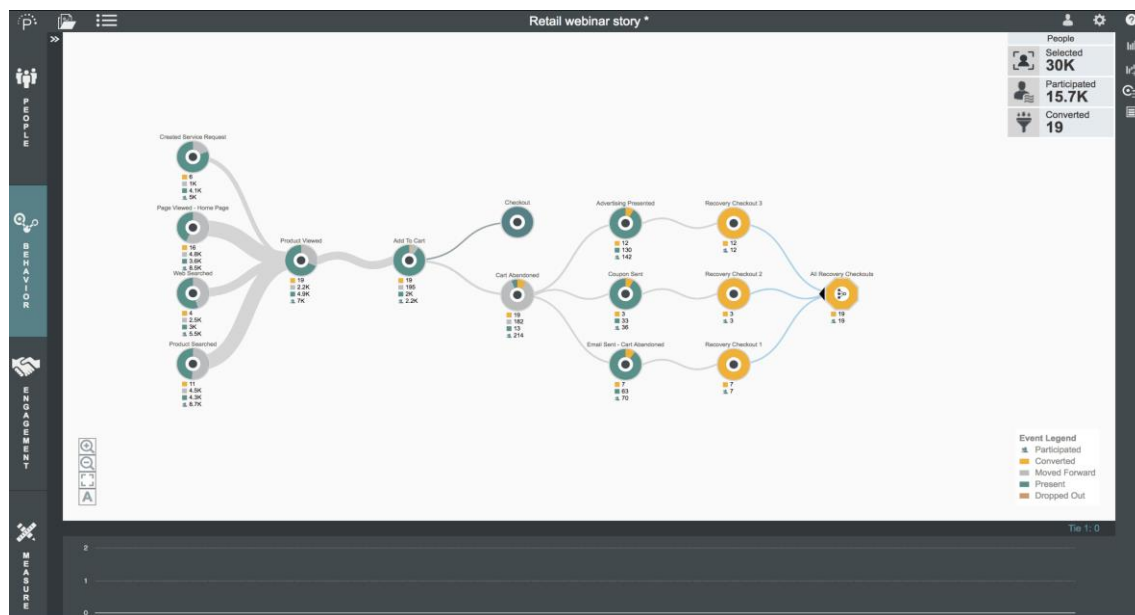 Retail webinar story *
People
Selected
30K
Participated
15.7K
Converted
19
PEOPLE
BEHAVIOR
ENGAGEMENT
MEASURE
Created Service Request
6
1K
4.1K
5K
Page Viewed - Home Page
16
4.8K
3.6K
8.5K
Web Searched
4
2.5K
3K
5.5K
Product Searched
11
4.5K
4.3K
8.7K
Product Viewed
19
2.2K
4.9K
7K
Add To Cart
19
195
2K
2.2K
Checkout
Cart Abandoned
19
182
13
214
Advertising Presented
12
130
142
Coupon Sent
3
33
36
Email Sent - Cart Abandoned
7
63
70
Recovery Checkout 3
12
12
Recovery Checkout 2
3
3
Recovery Checkout 1
7
7
All Recovery Checkouts
19
19
A
Event Legend
Participated
Converted
Moved Forward
Present
Dropped Out
Tie 1: 0
2
1
0